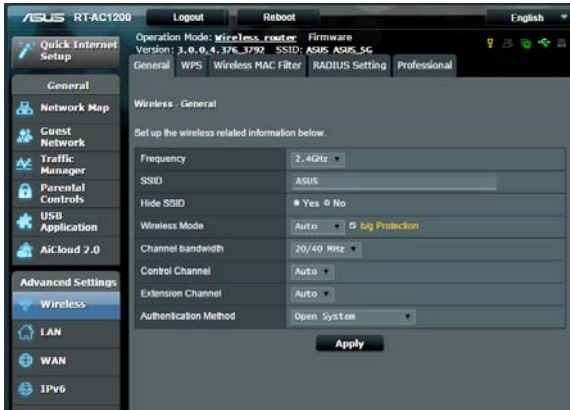 ASUS RT-AC1200 Logout Reboot English
Quick Internet Setup
Operation Mode: Wireless router Firmware
Version: 3.0.0.4.376_3792 SSID: ASUS ASUS_5G
General WPS Wireless MAC Filter RADIUS Setting Professional
General
Network Map
Guest Network
Traffic Manager
Parental Controls
USB Application
AiCloud 2.0
Advanced Settings
Wireless
LAN
WAN
IPv6
Wireless - General
Set up the wireless related information below.
Frequency 2.4GHz
SSID ASUS
Hide SSID Yes No
Wireless Mode Auto b/g Protection
Channel bandwidth 20/40 MHz
Control Channel Auto
Extension Channel Auto
Authentication Method Open System
Apply